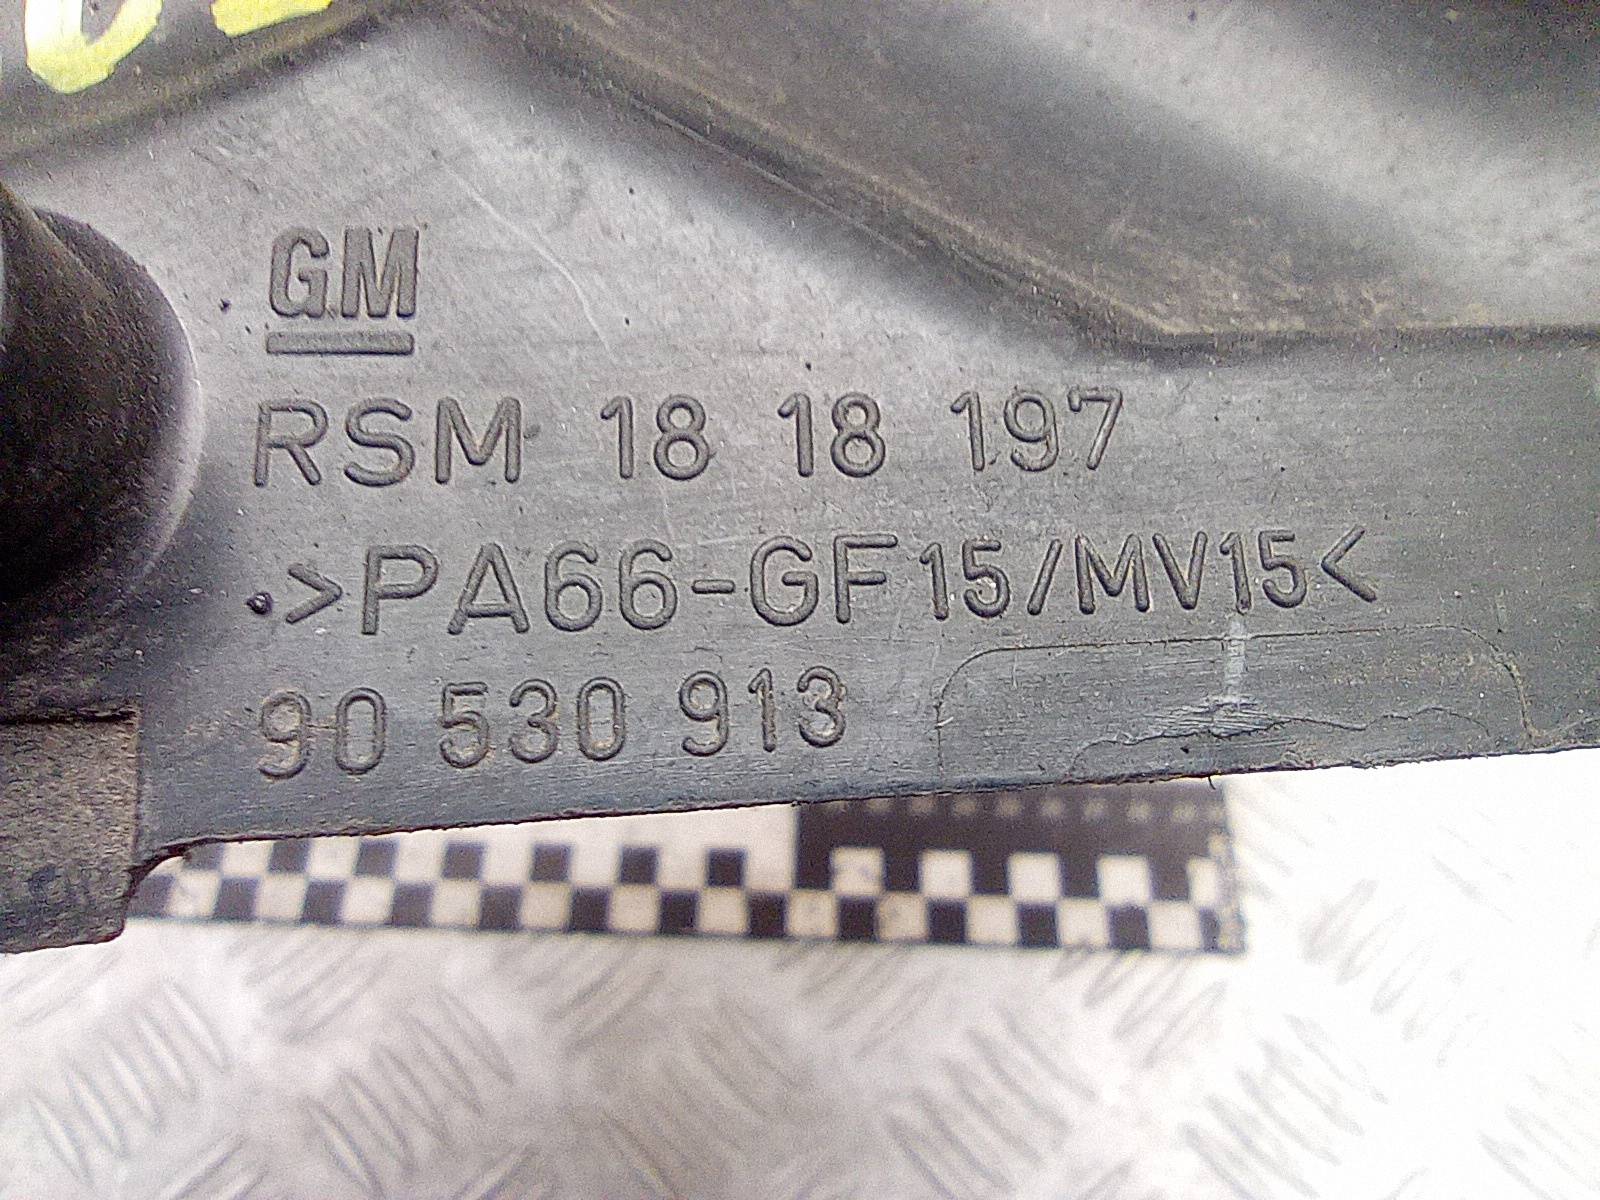 GM
RSM 18 18 197
>PA66-GF15/MV15<
90 530 913